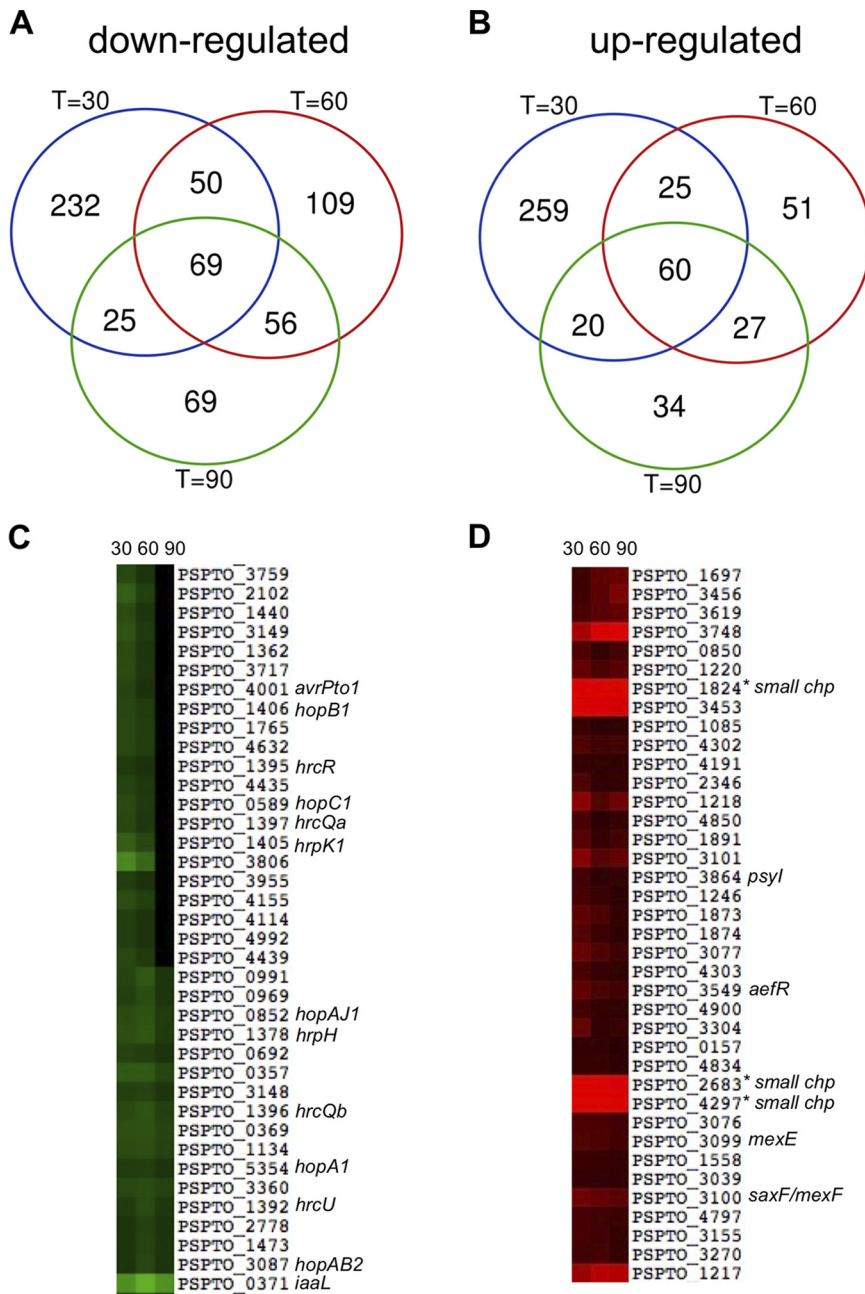 A
down-regulated
T=30
T=60
50
232
109
69
25
56
69
T=90
B
up-regulated
T=30
T=60
25
259
51
60
20
27
34
T=90
C
30 60 90
PSPTO_3759
PSPTO_2102
PSPTO_1440
PSPTO_3149
PSPTO_1362
PSPTO_3717
PSPTO_4001 avrPto1
PSPTO_1406 hopB1
PSPTO_1765
PSPTO_4632
PSPTO_1395 hrcR
PSPTO_4435
PSPTO_0589 hopC1
PSPTO_1397 hrcQa
PSPTO_1405 hrpK1
PSPTO_3806
PSPTO_3955
PSPTO_4155
PSPTO_4114
PSPTO_4992
PSPTO_4439
PSPTO_0991
PSPTO_0969
PSPTO_0852 hopAJ1
PSPTO_1378 hrpH
PSPTO_0692
PSPTO_0357
PSPTO_3148
PSPTO_1396 hrcQb
PSPTO_0369
PSPTO_1134
PSPTO_5354 hopA1
PSPTO_3360
PSPTO_1392 hrcU
PSPTO_2778
PSPTO_1473
PSPTO_3087 hopAB2
PSPTO_0371 iaaL
D
30 60 90
PSPTO_1697
PSPTO_3456
PSPTO_3619
PSPTO_3748
PSPTO_0850
PSPTO_1220
PSPTO_1824 * small chp
PSPTO_3453
PSPTO_1085
PSPTO_4302
PSPTO_4191
PSPTO_2346
PSPTO_1218
PSPTO_4850
PSPTO_1891
PSPTO_3101
PSPTO_3864 psyI
PSPTO_1246
PSPTO_1873
PSPTO_1874
PSPTO_3077
PSPTO_4303
PSPTO_3549 aefR
PSPTO_4900
PSPTO_3304
PSPTO_0157
PSPTO_4834
PSPTO_2683 * small chp
PSPTO_4297 * small chp
PSPTO_3076
PSPTO_3099 mexE
PSPTO_1558
PSPTO_3039
PSPTO_3100 saxF/mexF
PSPTO_4797
PSPTO_3155
PSPTO_3270
PSPTO_1217